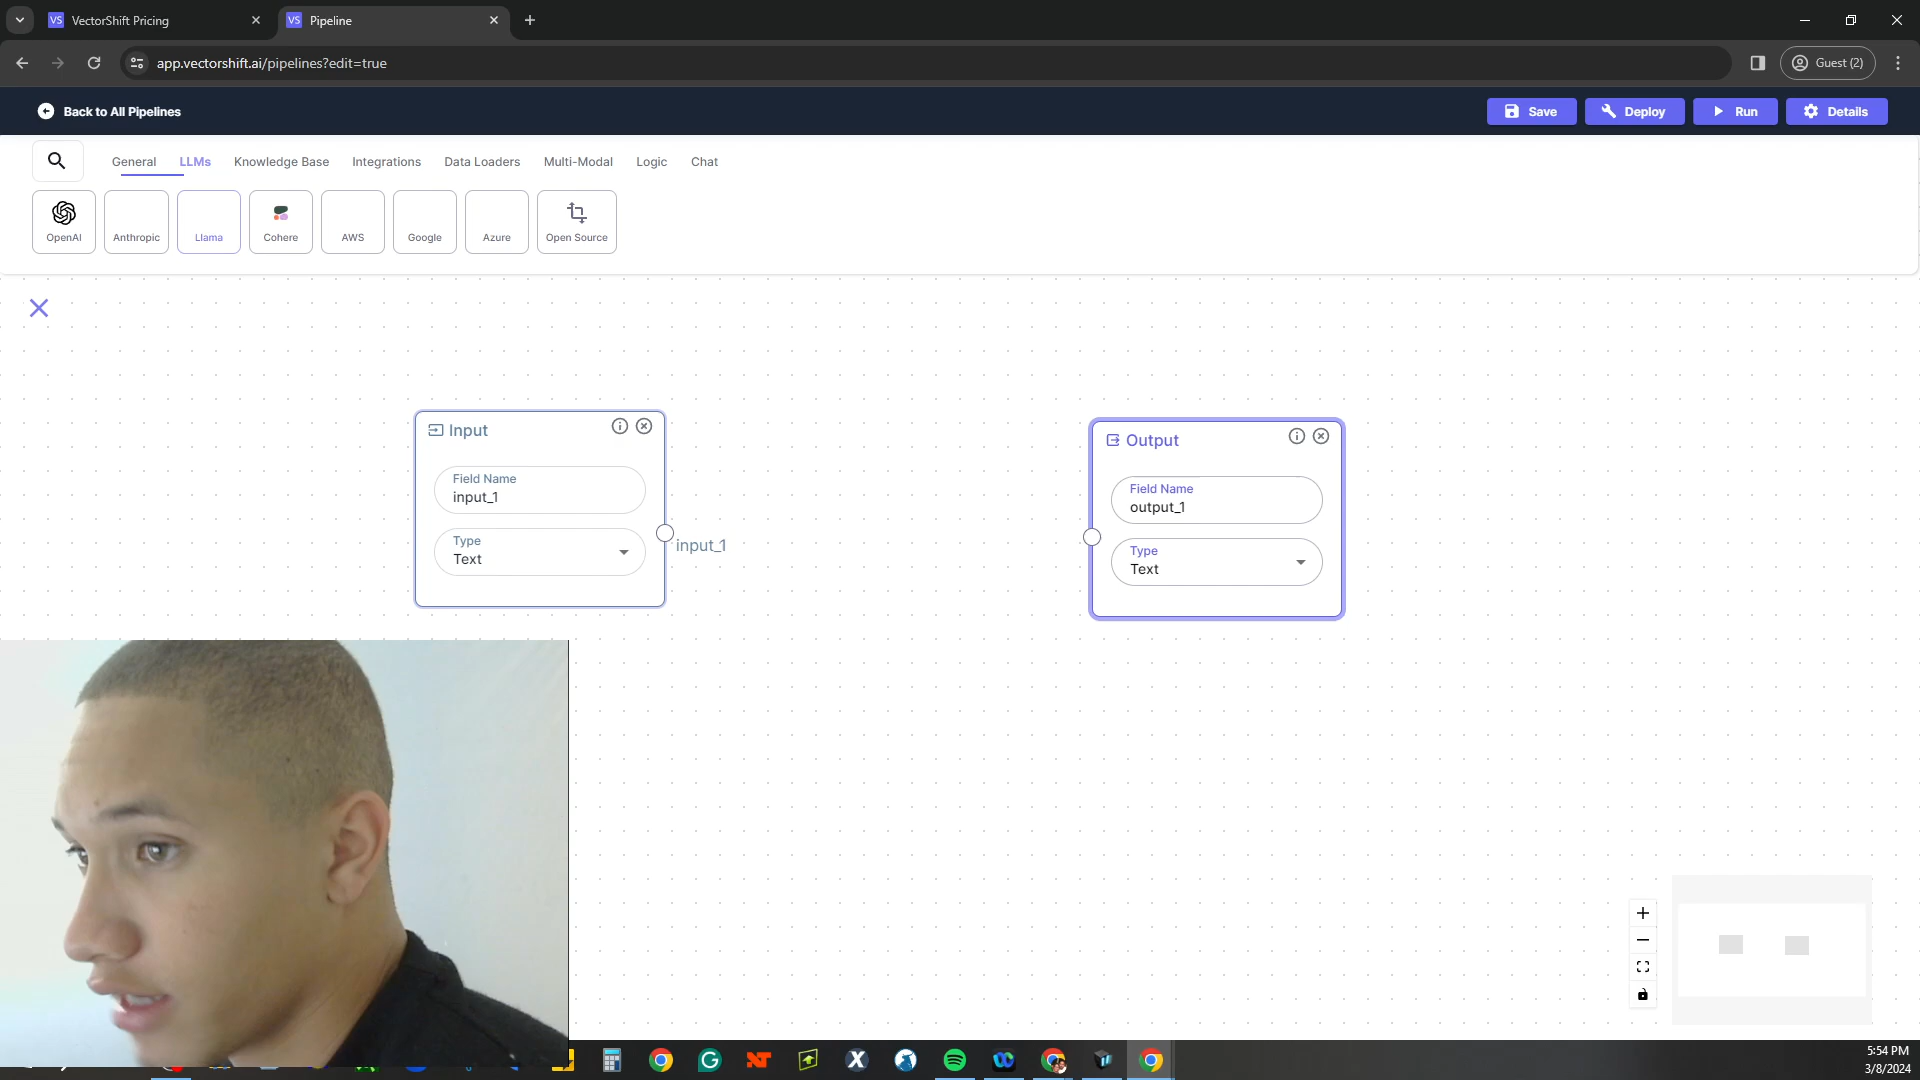 VS VectorShift Pricing
VS Pipeline
app.vectorshift.ai/pipelines?edit=true
Guest (2)
Back to All Pipelines
Save
Deploy
Run
Details
General
LLMs
Knowledge Base
Integrations
Data Loaders
Multi-Modal
Logic
Chat
OpenAI
Anthropic
Llama
Cohere
AWS
Google
Azure
Open Source
Input
Field Name
input_1
Type
Text
input_1
Output
Field Name
output_1
Type
Text
5:54 PM
3/8/2024